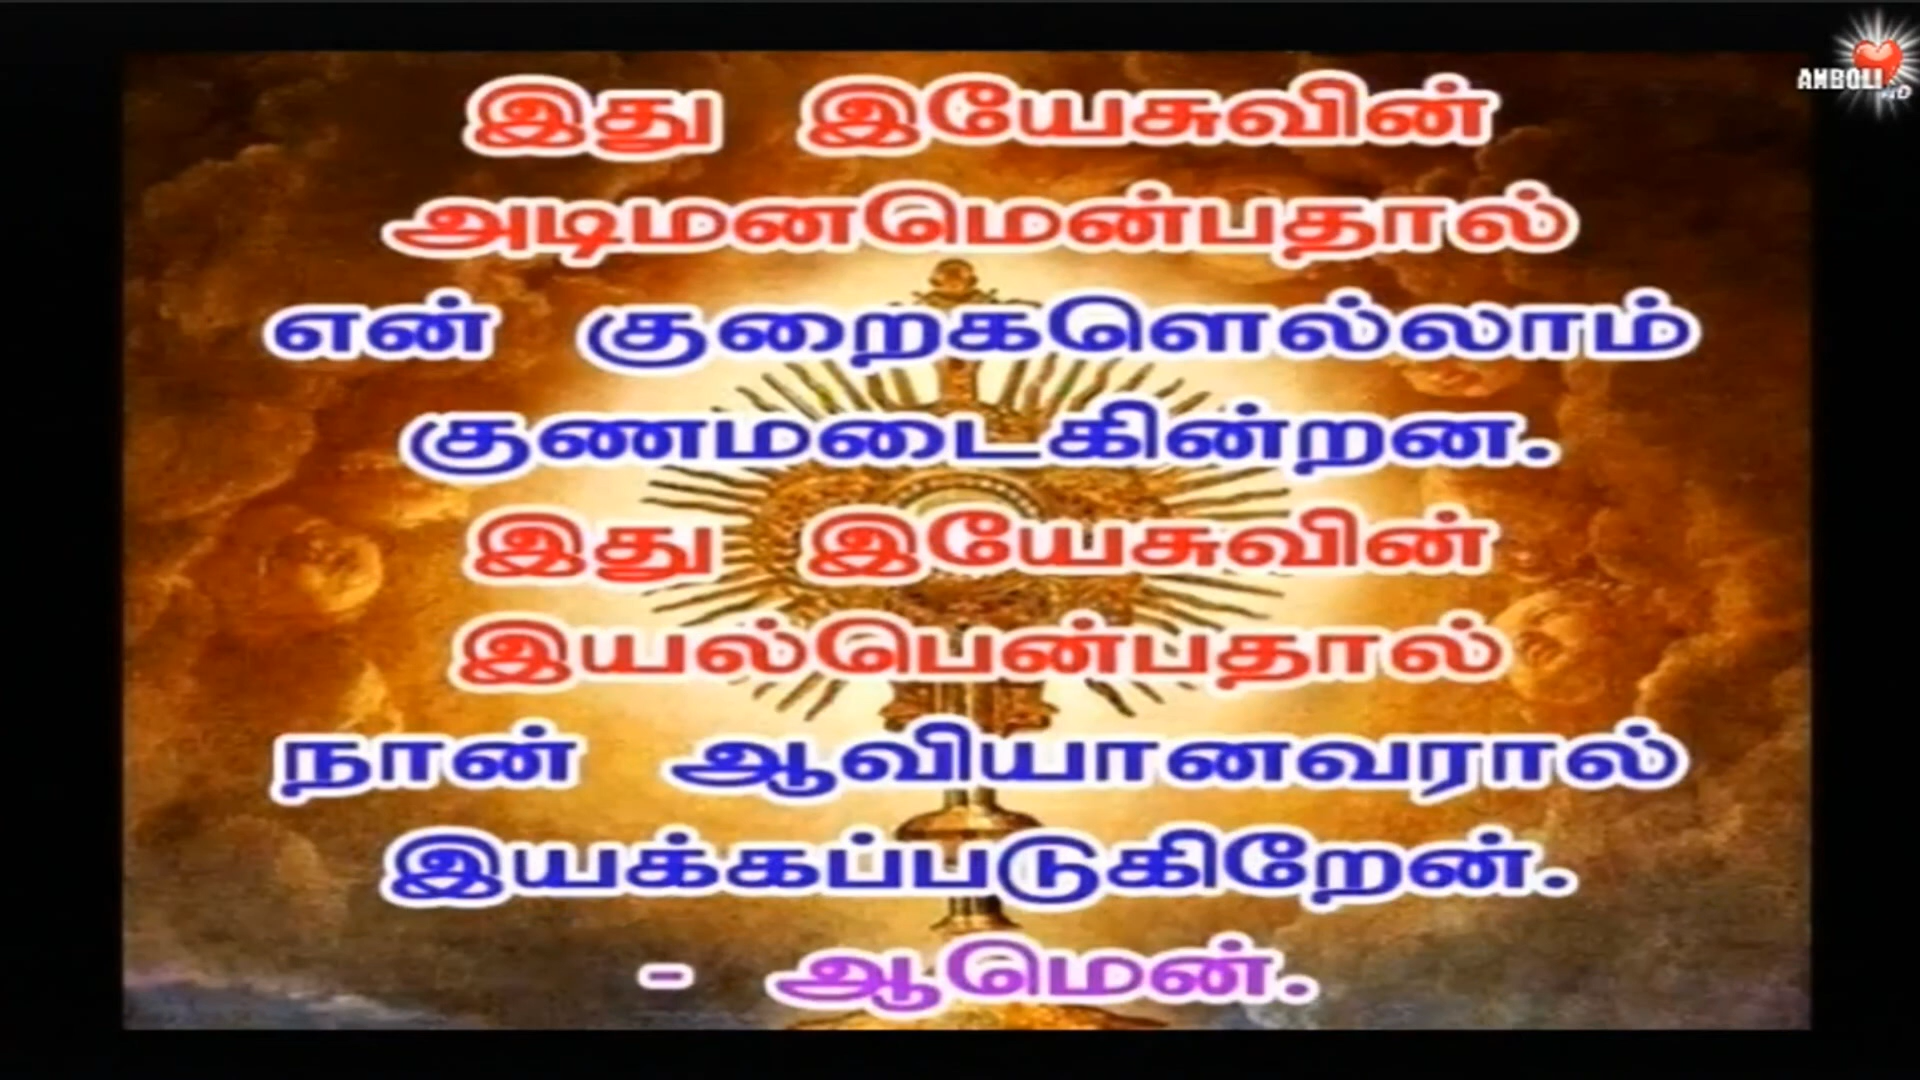 இது இயேசுவின்
அடிமனமென்பதால்
என் குறைகளெல்லாம்
குணமடைகின்றன.
இது இயேசுவின்
இயல்பென்பதால்
நான் ஆவியானவரால்
இயக்கப்படுகிறேன்.
- ஆமென்.
ANBOLI HD